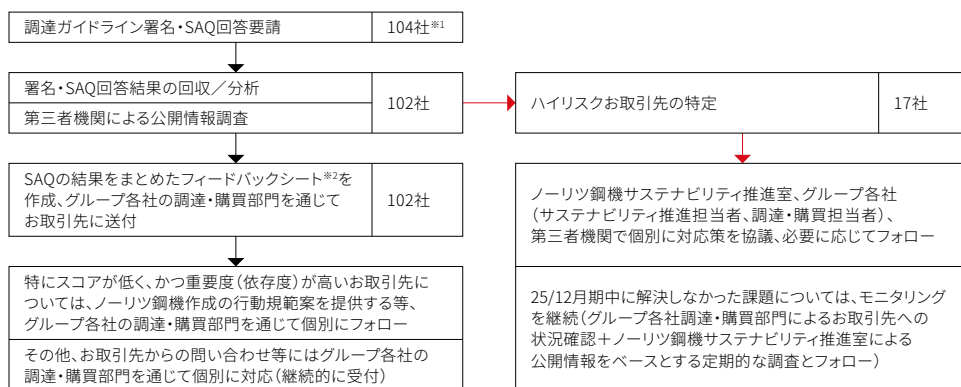 調達ガイドライン署名・SAQ回答要請
104社※1
署名・SAQ回答結果の回収／分析
第三者機関による公開情報調査
102社
SAQの結果をまとめたフィードバックシート※2を
作成、グループ各社の調達・購買部門を通じて
お取引先に送付
102社
特にスコアが低く、かつ重要度（依存度）が高いお取引先に
ついては、ノーリツ鋼機作成の行動規範案を提供する等、
グループ各社の調達・購買部門を通じて個別にフォロー
その他、お取引先からの問い合わせ等にはグループ各社の
調達・購買部門を通じて個別に対応（継続的に受付）
ハイリスクお取引先の特定
17社
ノーリツ鋼機サステナビリティ推進室、グループ各社
（サステナビリティ推進担当者、調達・購買担当者）、
第三者機関で個別に対応策を協議、必要に応じてフォロー
25/12月期中に解決しなかった課題については、モニタリング
を継続（グループ各社調達・購買部門によるお取引先への
状況確認＋ノーリツ鋼機サステナビリティ推進室による
公開情報をベースとする定期的な調査とフォロー）